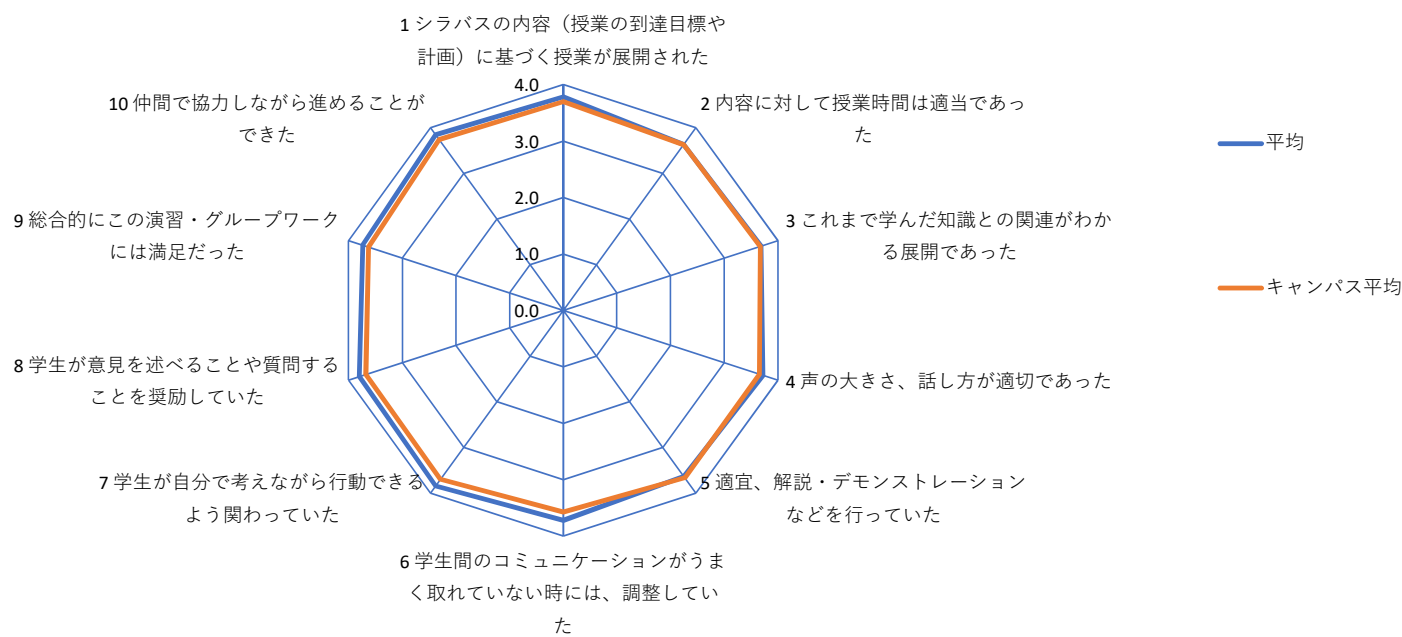 1 シラバスの内容（授業の到達目標や
計画）に基づく授業が展開された
2 内容に対して授業時間は適当であっ
た
3 これまで学んだ知識との関連がわか
る展開であった
4 声の大きさ、話し方が適切であった
5 適宜、解説・デモンストレーション
などを行っていた
6 学生間のコミュニケーションがうま
く取れていない時には、調整してい
た
7 学生が自分で考えながら行動できる
よう関わっていた
8 学生が意見を述べることや質問する
ことを奨励していた
9 総合的にこの演習・グループワーク
には満足だった
10 仲間で協力しながら進めることが
できた
4.0
3.0
2.0
1.0
0.0
平均
キャンパス平均